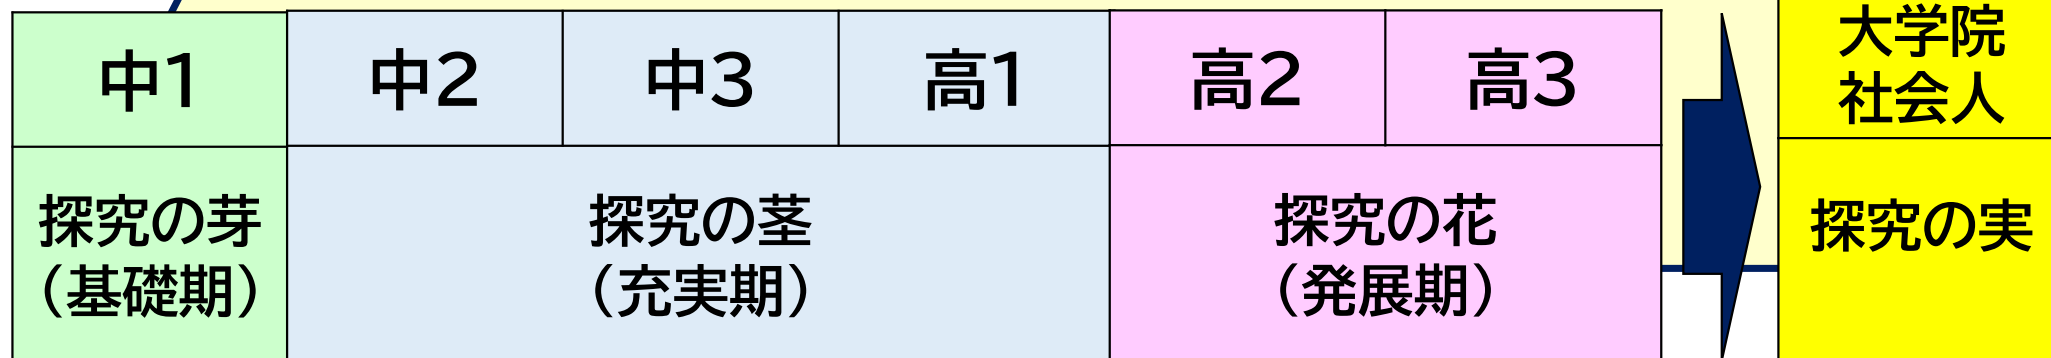 中1
中2
中3
高1
高2
高3
大学院
社会人
探究の芽
（基礎期）
探究の茎
（充実期）
探究の花
（発展期）
探究の実